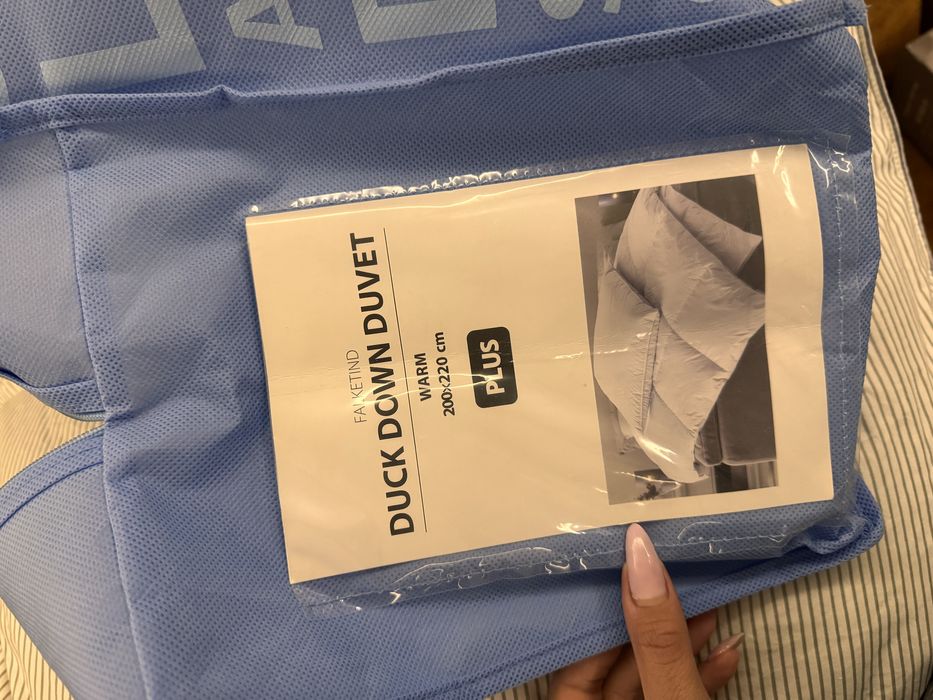 FALKETIND
DUCK DOWN DUVET
WARM
200x220 cm
PLUS